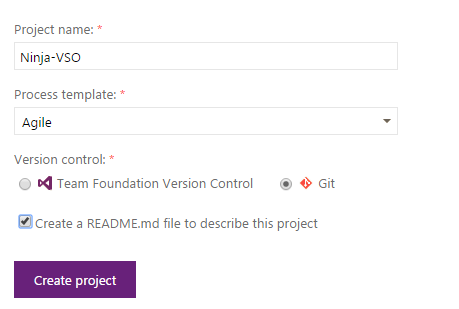 Project name: *
Ninja-VSO
Process template: *
Agile
Version control: *
Team Foundation Version Control Git
Create a README.md file to describe this project
Create project